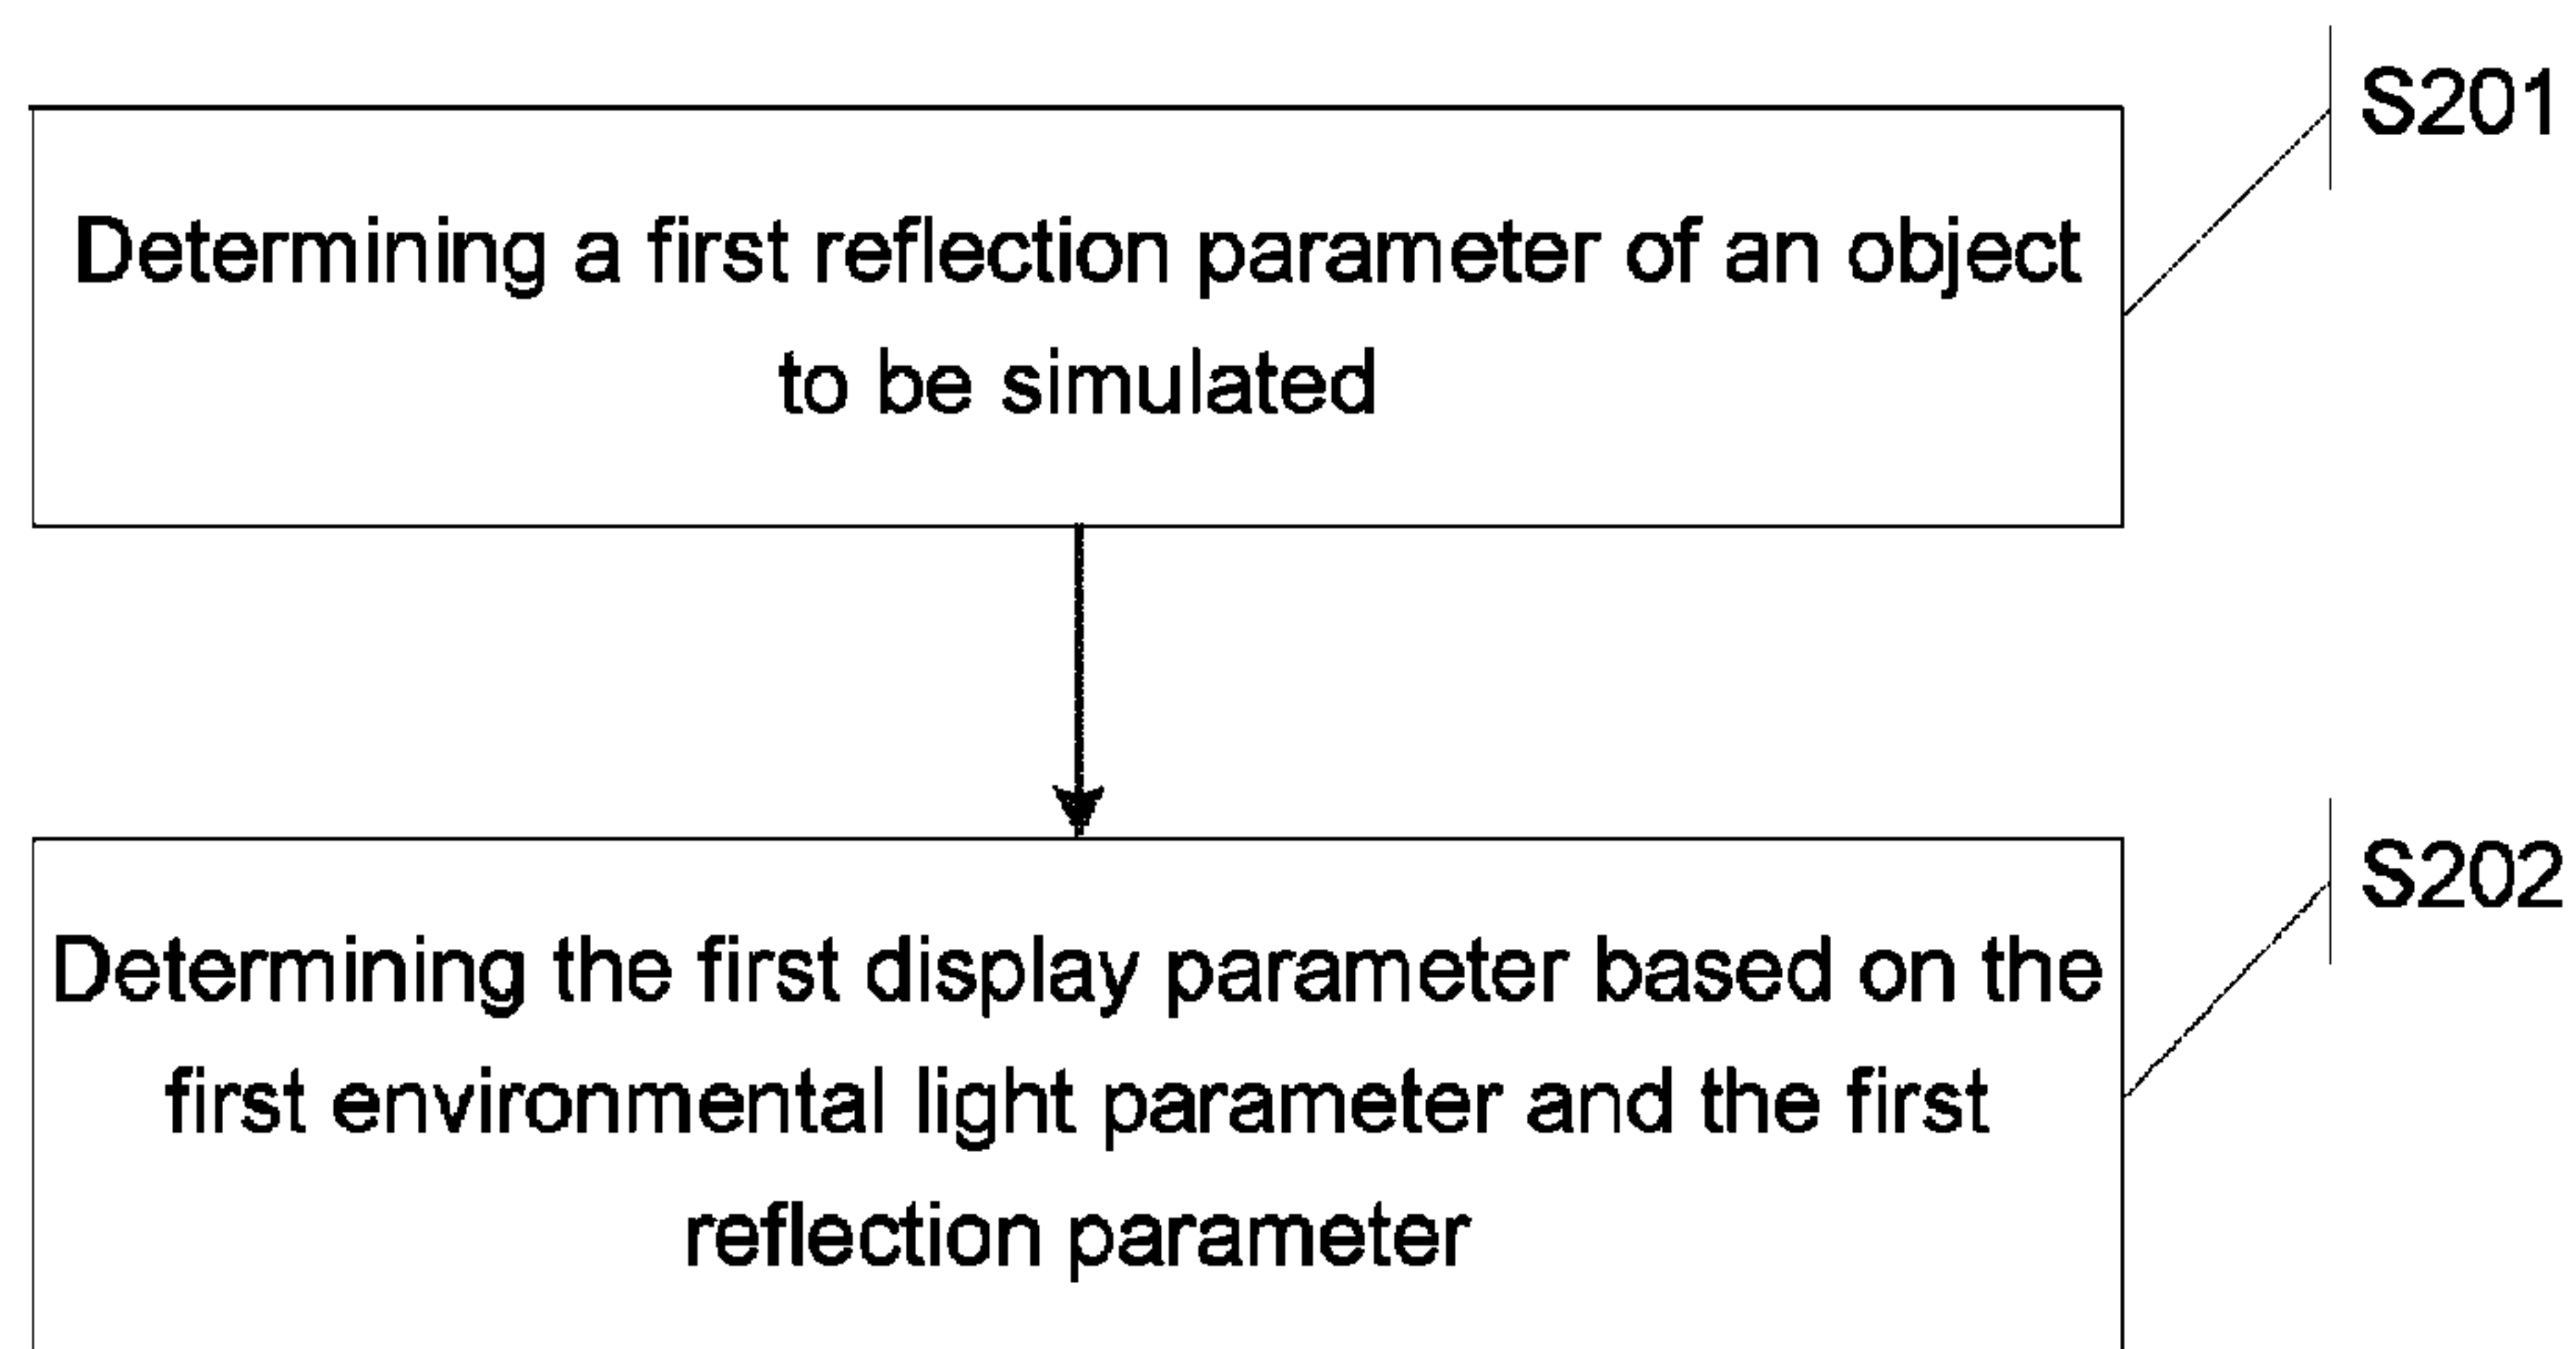 S201
Determining a first reflection parameter of an object
to be simulated
S202
Determining the first display parameter based on the
first environmental light parameter and the first
reflection parameter